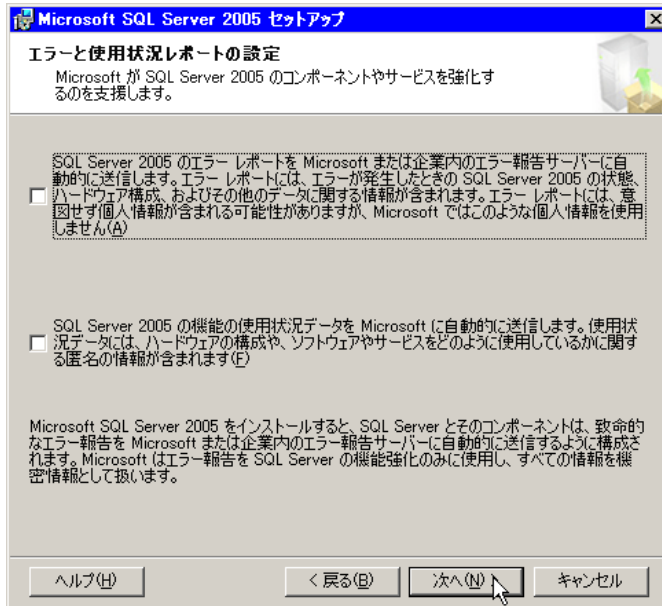 Microsoft SQL Server 2005 セットアップ
エラーと使用状況レポートの設定
Microsoft が SQL Server 2005 のコンポーネントやサービスを強化す
るのを支援します。
SQL Server 2005 のエラー レポートを Microsoft または企業内のエラー報告サーバーに自
動的に送信します。エラー レポートには、エラーが発生したときの SQL Server 2005 の状態、
ハードウェア構成、およびその他のデータに関する情報が含まれます。エラー レポートには、意
図せず個人情報が含まれる可能性がありますが、Microsoft ではこのような個人情報を使用
しません(A)
SQL Server 2005 の機能の使用状況データを Microsoft に自動的に送信します。使用状
況データには、ハードウェアの構成や、ソフトウェアやサービスをどのように使用しているかに関す
る匿名の情報が含まれます(F)
Microsoft SQL Server 2005 をインストールすると、SQL Server とそのコンポーネントは、致命的
なエラー報告を Microsoft または企業内のエラー報告サーバーに自動的に送信するように構成さ
れます。Microsoft はエラー報告を SQL Server の機能強化のみに使用し、すべての情報を機
密情報として扱います。
ヘルプ(H) < 戻る(B) 次へ(N) > キャンセル